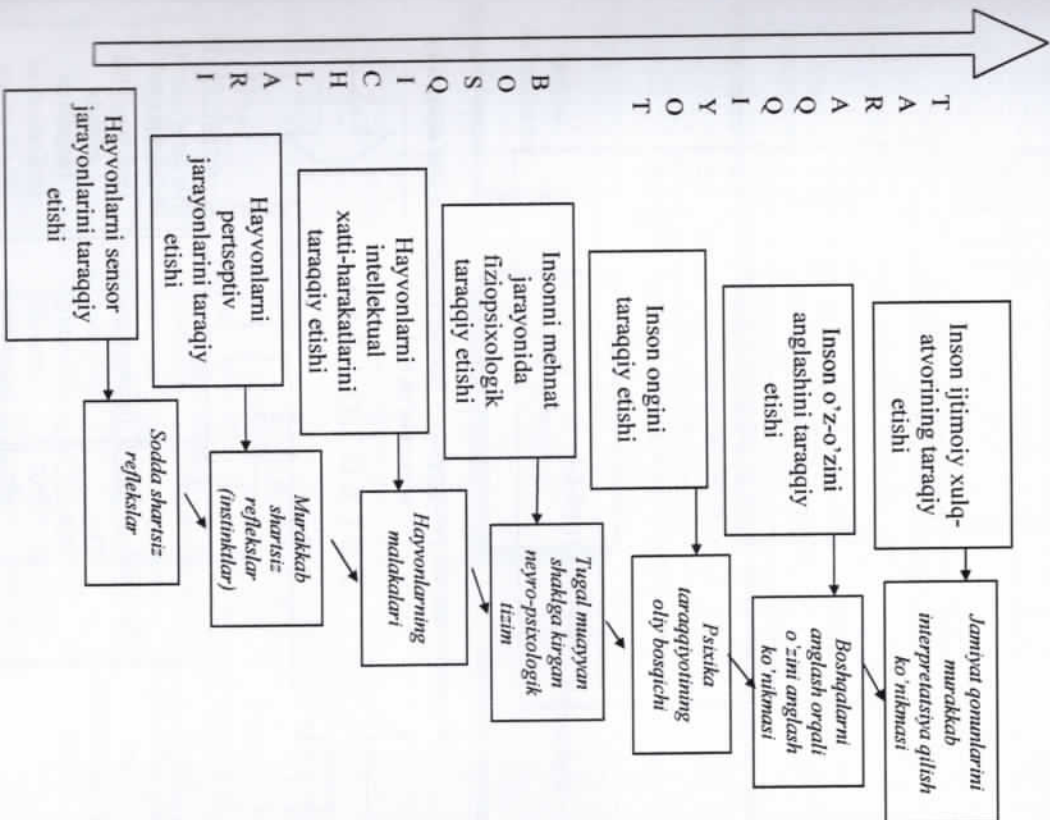 T
A
R
A
Q
Q
I
Y
O
T
B
O
S
Q
I
C
H
L
A
R
I
Inson ijtimoiy xulq-
atvorining taraqiy
etishi
Jamiyat qonunlarini
murakkab
interpretatsiya qilish
ko’nikmasi
Inson o’z-o’zini
anglashini taraqqiy
etishi
Boshqalarni
anglash orqali
o’zini anglash
ko’nikmasi
Inson ongini
taraqqiy etishi
Psixika
taraqqiyotining
oliy bosqichi
Insonni mehnat
jarayonida
fiziopsixologik
taraqqiy etishi
Tugal muayyan
shaklga kirgan
neyro-psixologik
tizim
Hayvonlarni
intellektual
xatti-harakatlarini
taraqqiy etishi
Hayvonlarning
malakalari
Hayvonlarni
pertseptiv
jarayonlarini taraqiy
etishi
Murakkab
shartsiz
reflekslar
(instinktlar)
Hayvonlarni sensor
jarayonlarini taraqqiy
etishi
Sodda shartsiz
reflekslar